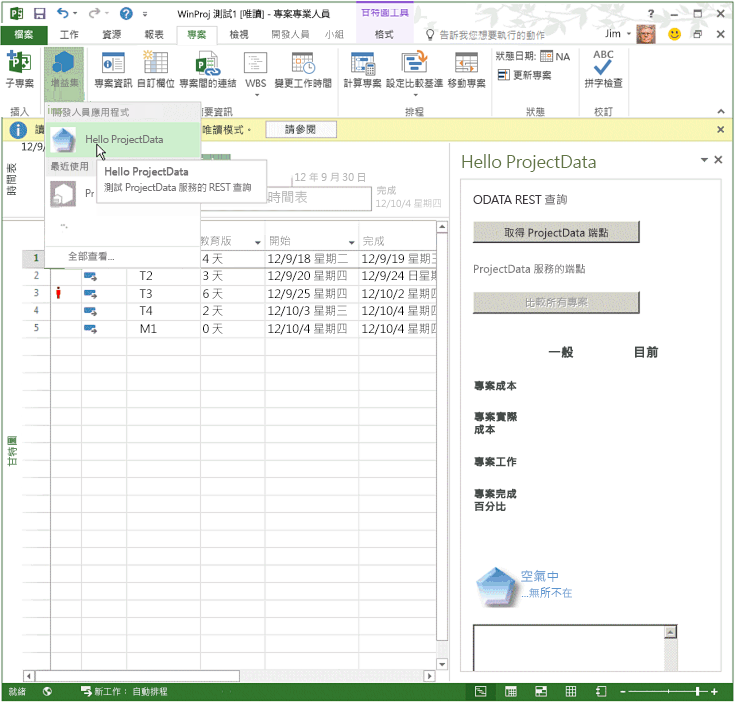 WinProj 測試1 [唯讀] - 專案專業人員
甘特圖工具
檔案 工作 資源 報表 專案 檢視 開發人員 小組 格式 告訴我您想要執行的動作 Jim
子專案
增益集
專案資訊 自訂欄位 專案間的連結 WBS 變更工作時間
計算專案 設定比較基準 移動專案
狀態日期: NA
更新專案
ABC
拼字檢查
插入
要資訊
排程
狀態
校訂
開發人員應用程式
唯讀模式。
請參閱
Hello ProjectData
最近使用
Hello ProjectData
測試 ProjectData 服務的 REST 查詢
Pr
全部查看...
12/9/
時間表
12 年 9 月 30 日
時間表
完成
12/10/4 星期四
教育版 開始 完成
1 4 天 12/9/18 星期二 12/9/19 星期三
2 T2 3 天 12/9/20 星期四 12/9/24 日星期
3 T3 6 天 12/9/25 星期四 12/10/2 星期四
4 T4 2 天 12/10/3 星期三 12/10/4 星期四
5 M1 0 天 12/10/4 星期四 12/10/4 星期四
甘特圖
Hello ProjectData
ODATA REST 查詢
取得 ProjectData 端點
ProjectData 服務的端點
比較所有專案
一般 目前
專案成本
專案實際
成本
專案工作
專案完成
百分比
空氣中
...無所不在
就緒 新工作： 自動排程